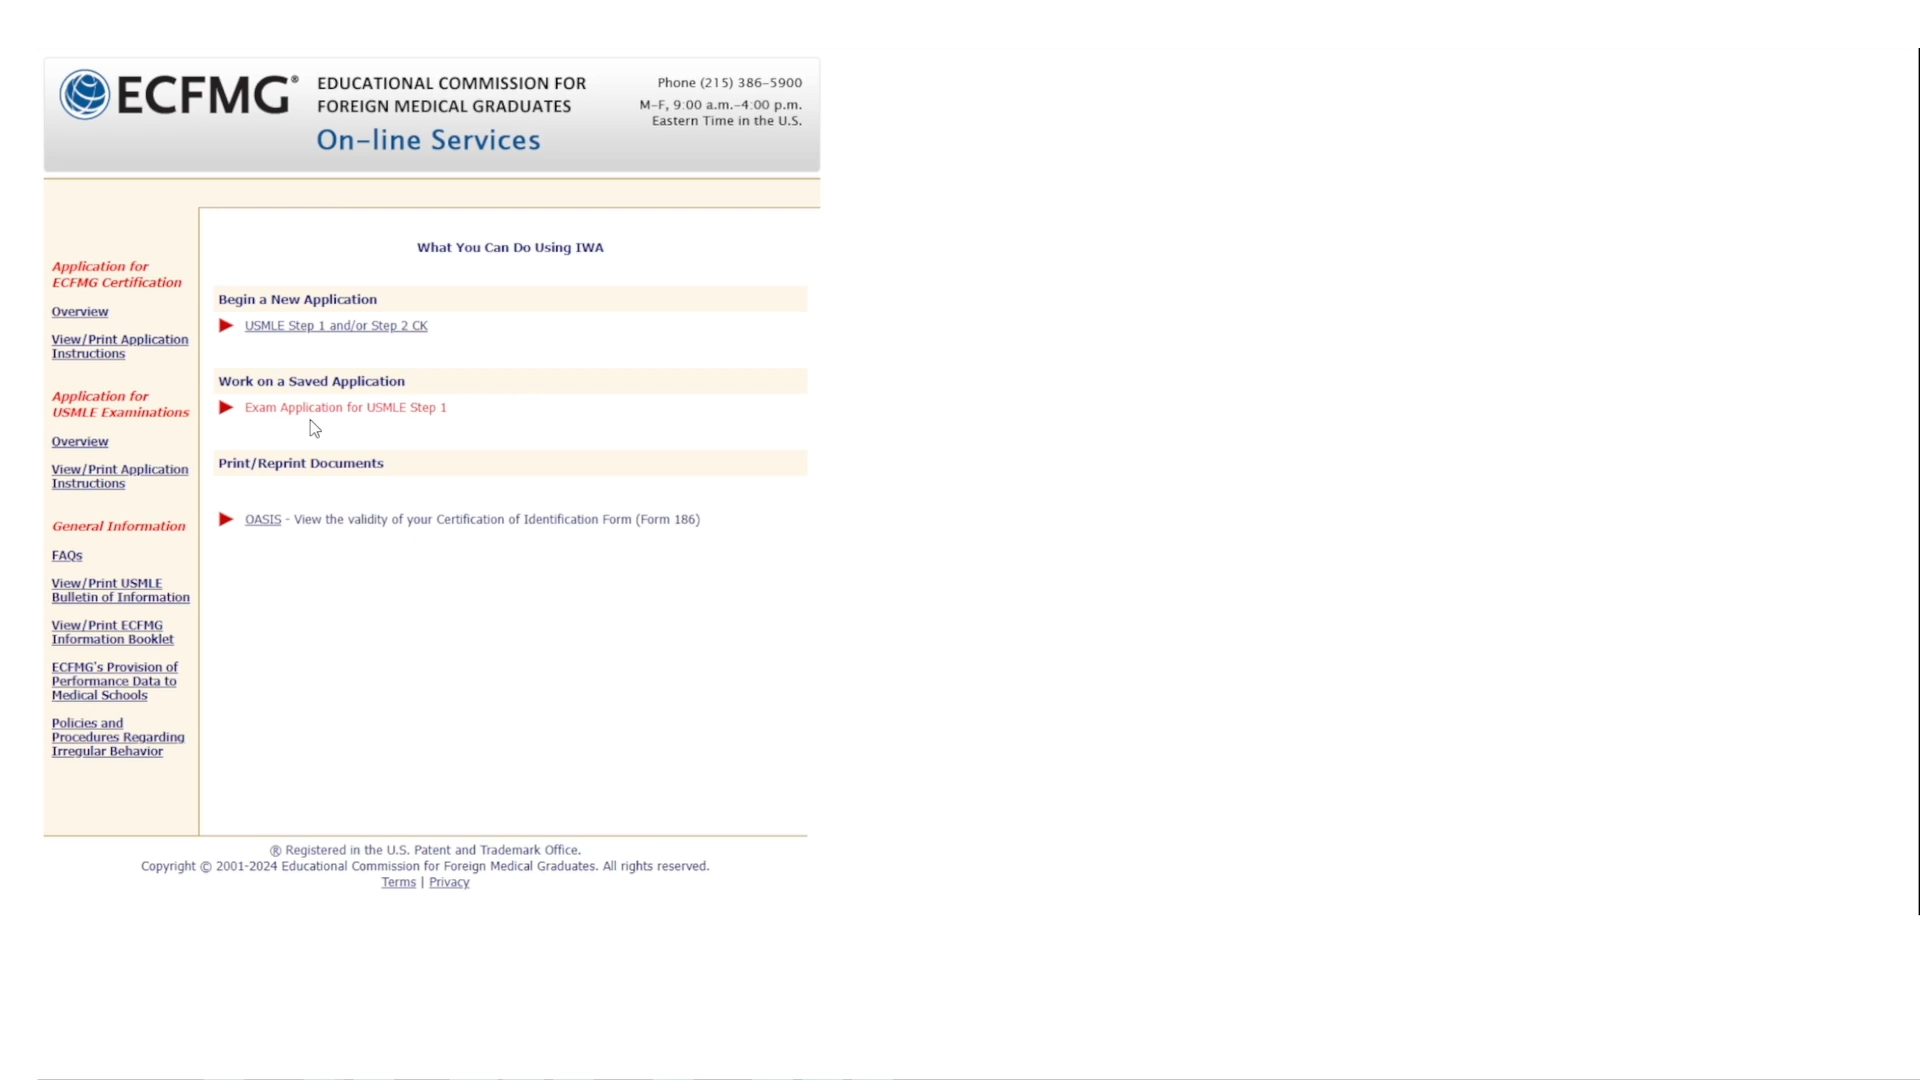 ECFMG®
EDUCATIONAL COMMISSION FOR
FOREIGN MEDICAL GRADUATES
On-line Services
Phone (215) 386-5900
M-F, 9:00 a.m.-4:00 p.m.
Eastern Time in the U.S.
Application for
ECFMG Certification
Overview
View/Print Application
Instructions
Application for
USMLE Examinations
Overview
View/Print Application
Instructions
General Information
FAQs
View/Print USMLE
Bulletin of Information
View/Print ECFMG
Information Booklet
ECFMG's Provision of
Performance Data to
Medical Schools
Policies and
Procedures Regarding
Irregular Behavior
What You Can Do Using IWA
Begin a New Application
USMLE Step 1 and/or Step 2 CK
Work on a Saved Application
Exam Application for USMLE Step 1
Print/Reprint Documents
OASIS - View the validity of your Certification of Identification Form (Form 186)
® Registered in the U.S. Patent and Trademark Office.
Copyright © 2001-2024 Educational Commission for Foreign Medical Graduates. All rights reserved.
Terms | Privacy